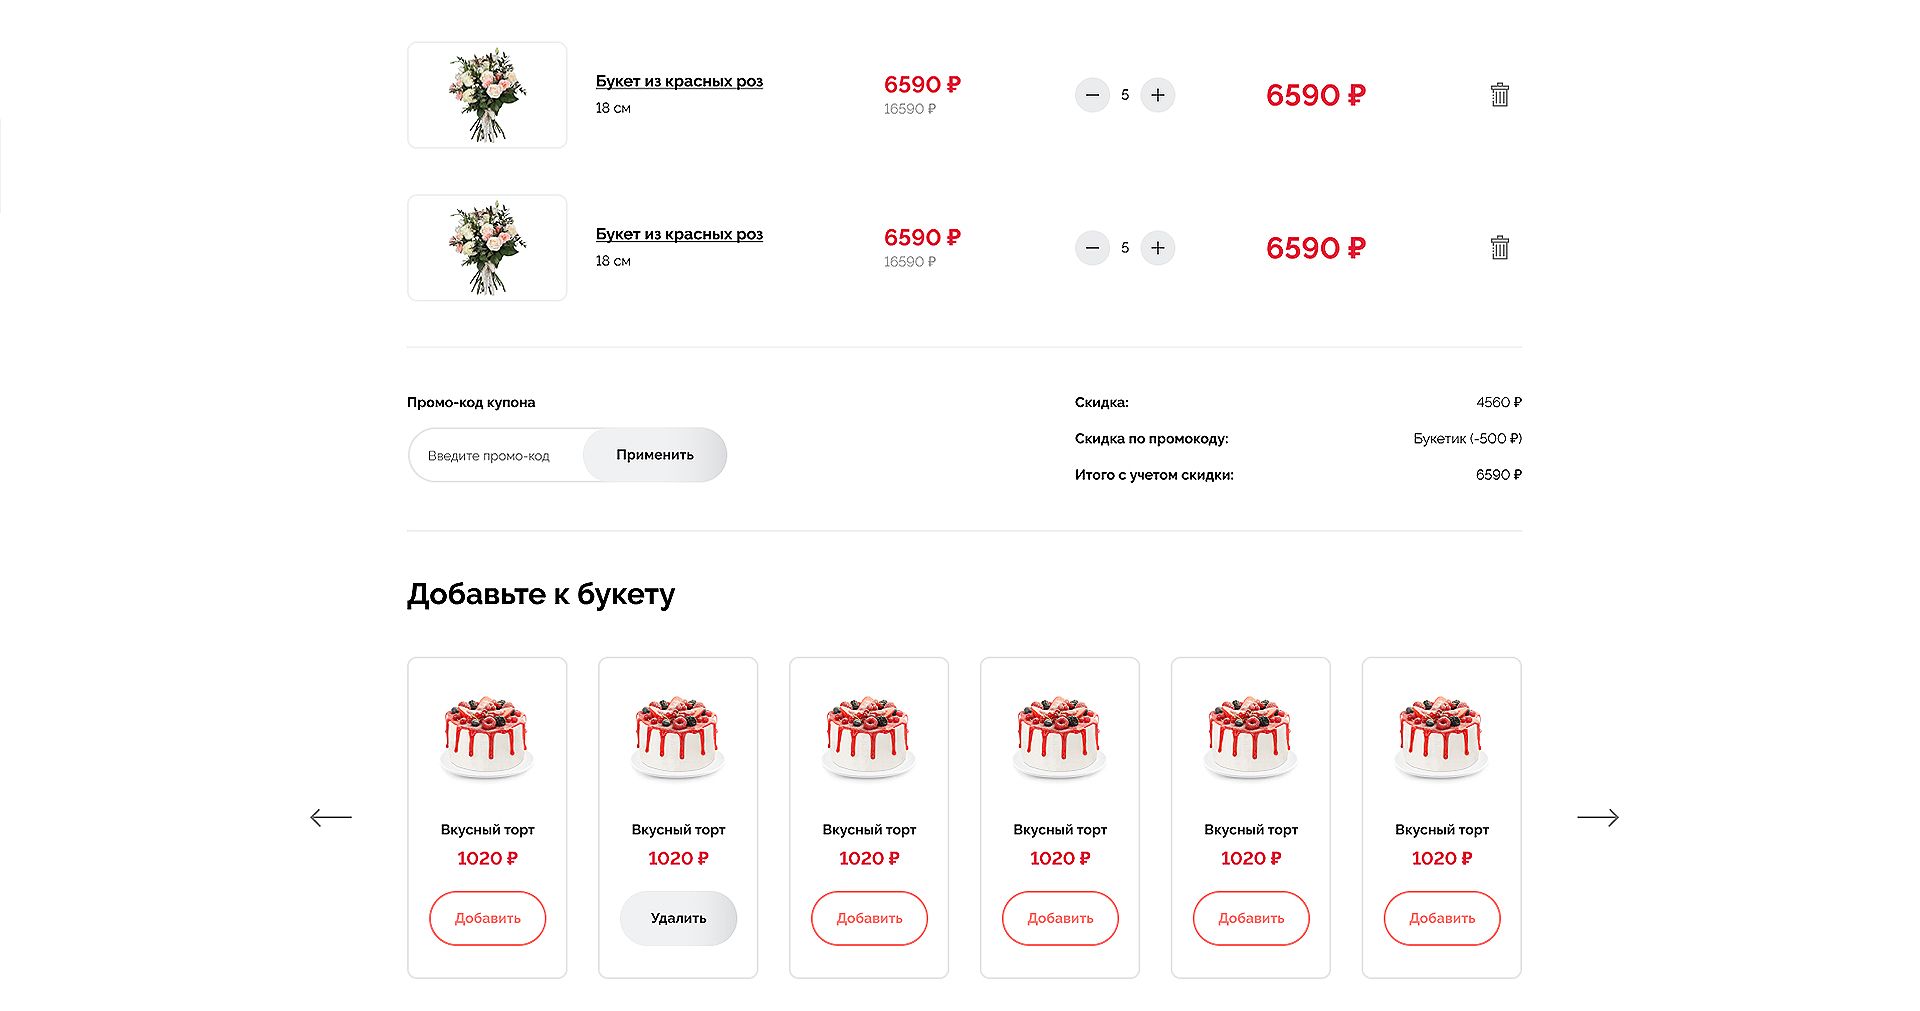 Букет из красных роз
18 см
6590 ₽
16590 ₽
5
6590 ₽
Букет из красных роз
18 см
6590 ₽
16590 ₽
5
6590 ₽
Промо-код купона
Введите промо-код
Применить
Скидка: 4560 ₽
Скидка по промокоду: Букетик (-500 ₽)
Итого с учетом скидки: 6590 ₽
Добавьте к букету
Вкусный торт
1020 ₽
Добавить
Вкусный торт
1020 ₽
Удалить
Вкусный торт
1020 ₽
Добавить
Вкусный торт
1020 ₽
Добавить
Вкусный торт
1020 ₽
Добавить
Вкусный торт
1020 ₽
Добавить